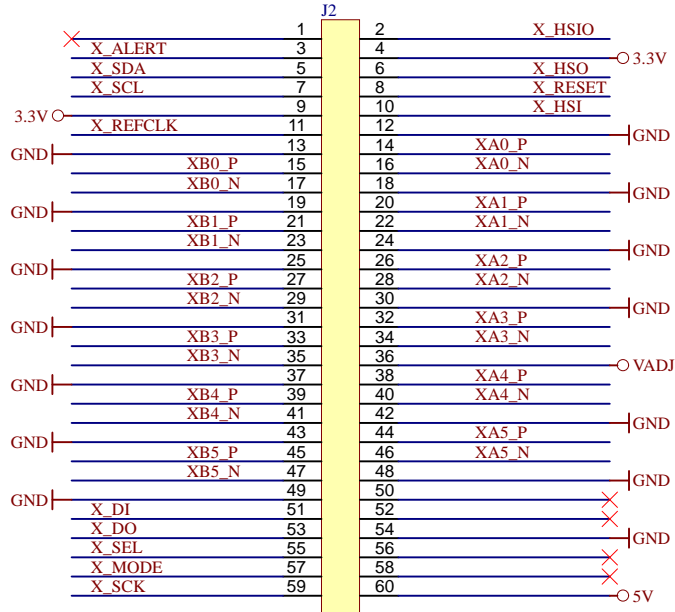 J2
1 2 X_HSIO
X_ALERT 3 4 3.3V
X_SDA 5 6 X_HSO
X_SCL 7 8 X_RESET
3.3V 9 10 X_HSI
X_REFCLK 11 12 GND
GND 13 14 XA0_P
XB0_P 15 16 XA0_N
XB0_N 17 18 GND
GND 19 20 XA1_P
XB1_P 21 22 XA1_N
XB1_N 23 24 GND
GND 25 26 XA2_P
XB2_P 27 28 XA2_N
XB2_N 29 30 GND
GND 31 32 XA3_P
XB3_P 33 34 XA3_N
XB3_N 35 36 VADJ
GND 37 38 XA4_P
XB4_P 39 40 XA4_N
XB4_N 41 42 GND
GND 43 44 XA5_P
XB5_P 45 46 XA5_N
XB5_N 47 48 GND
GND 49 50
X_DI 51 52
X_DO 53 54 GND
X_SEL 55 56
X_MODE 57 58
X_SCK 59 60 5V